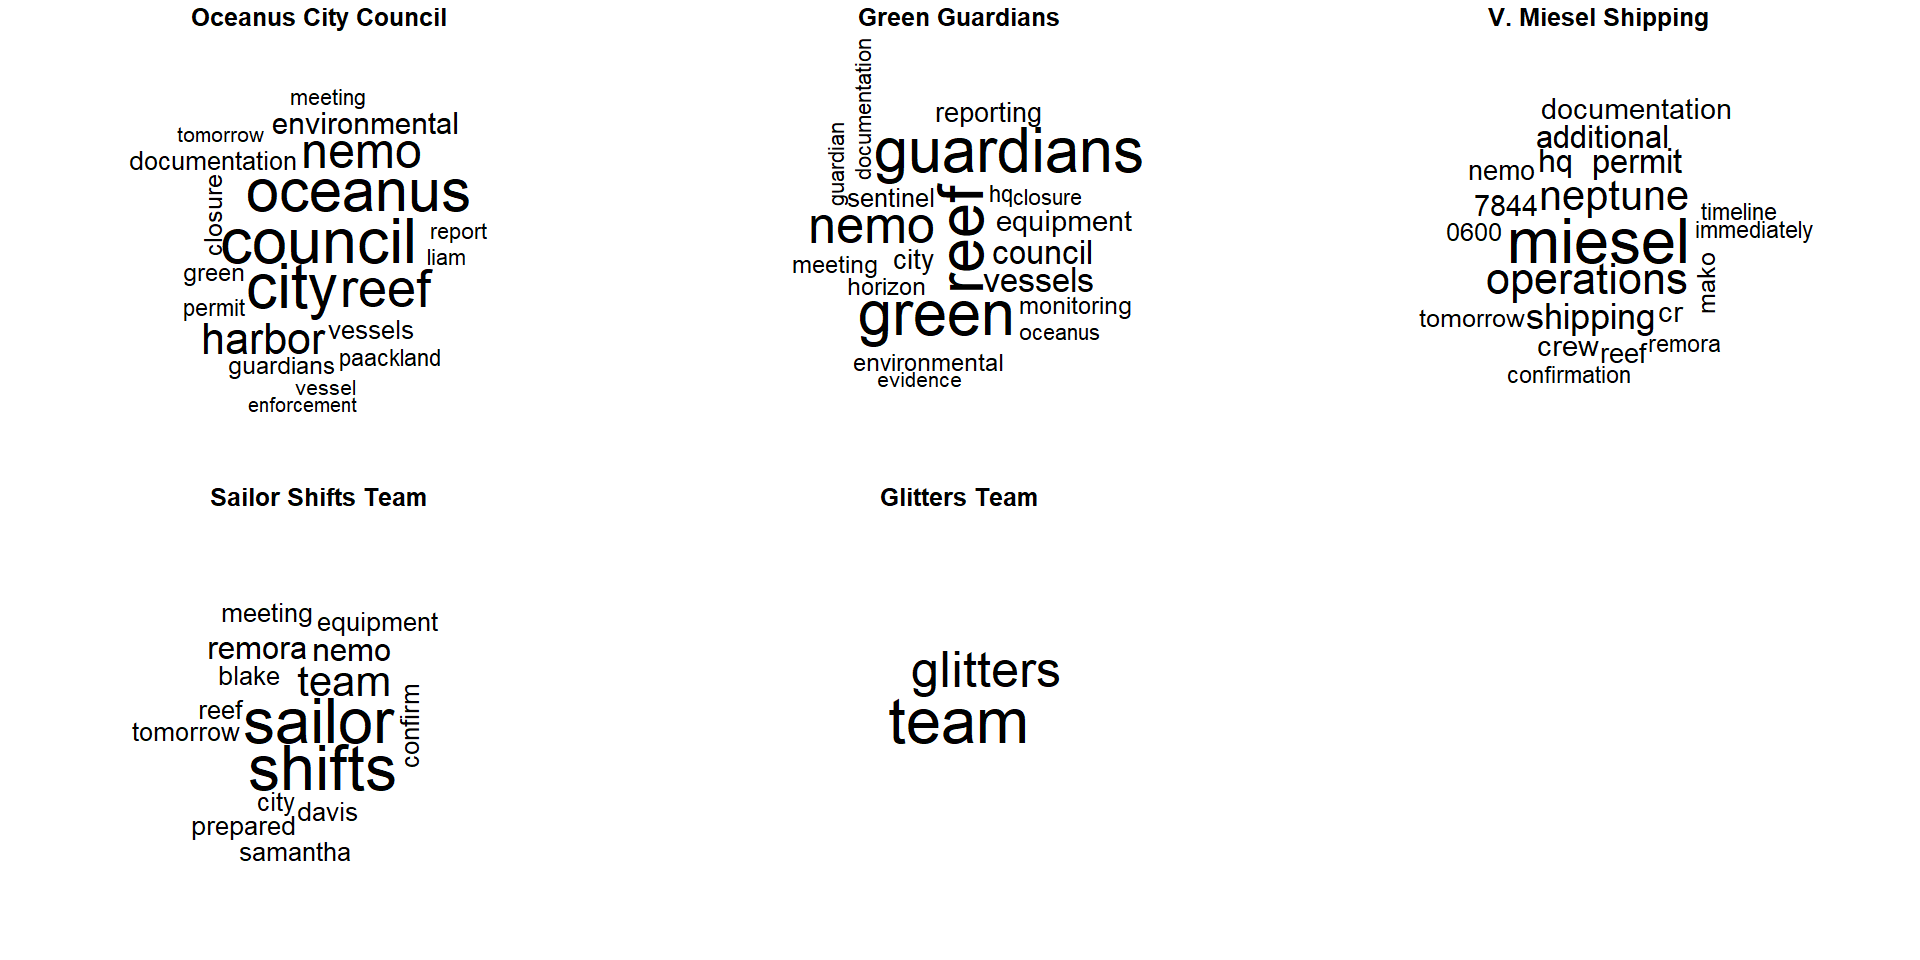 Oceanus City Council
meeting
environmental
tomorrow
nemo
documentation
closure
oceanus
council
report
liam
green
city reef
permit
harbor vessels
guardians paackland
vessel
enforcement
Green Guardians
documentation
reporting
guardian
guardians
sentinel
reef
hq closure
nemo
equipment
council
meeting city
vessels
horizon
green
monitoring
oceanus
environmental
evidence
V. Miesel Shipping
documentation
additional
hq permit
nemo
neptune
7844
timeline
0600
miesel
immediately
operations
mako
tomorrow shipping cr
crew reef remora
confirmation
Sailor Shifts Team
meeting equipment
remora nemo
blake team
confirm
reef
sailor
tomorrow
shifts
city davis
prepared
samantha
Glitters Team
glitters
team